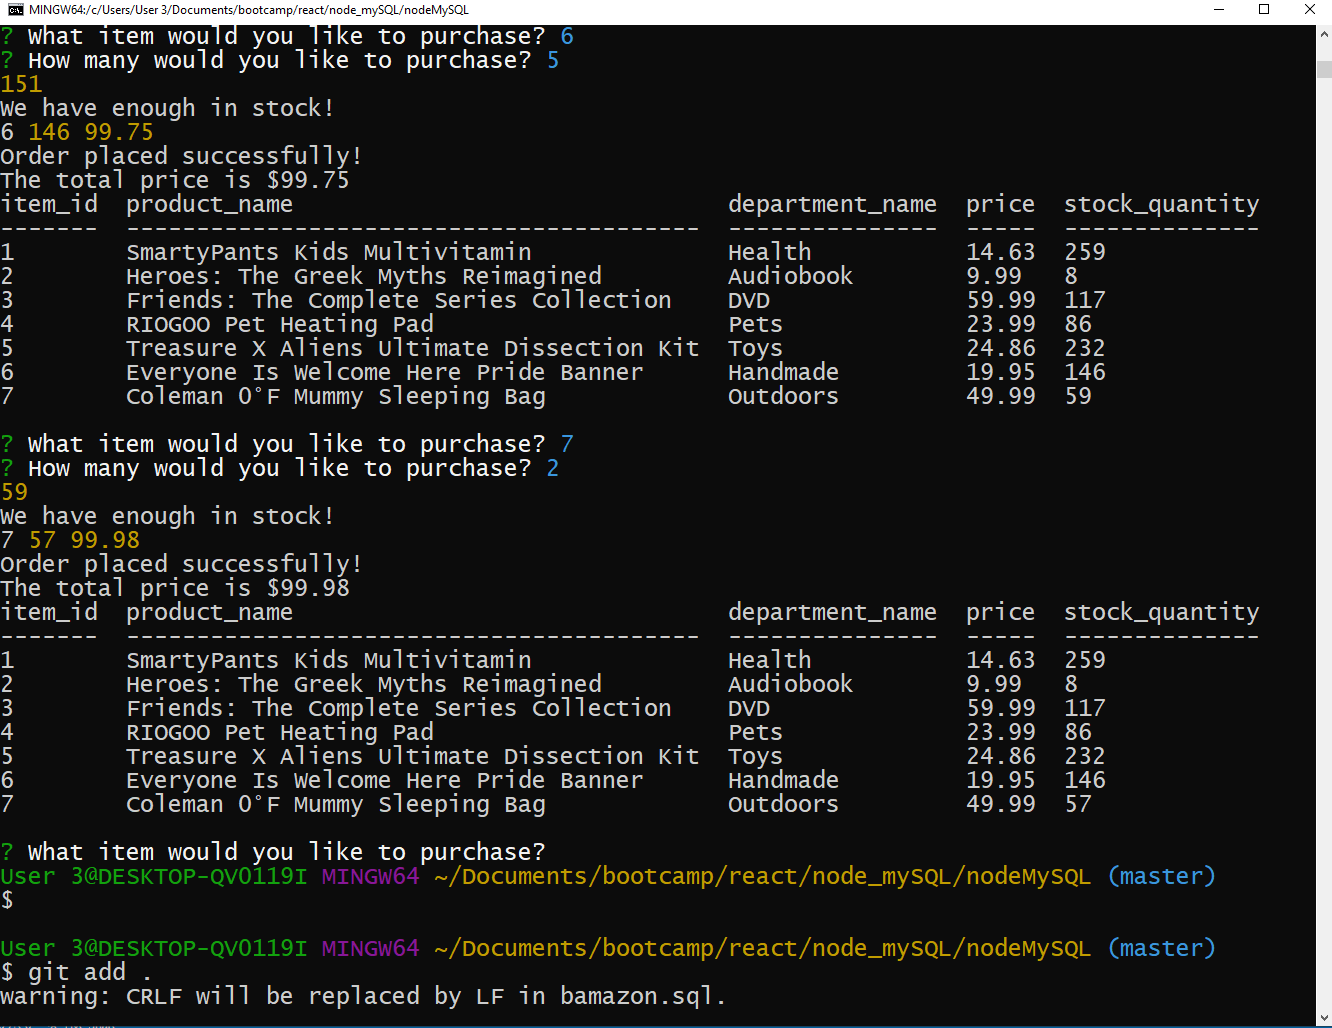 MINGW64:/c/Users/User 3/Documents/bootcamp/react/node_mySQL/nodeMySQL
? What item would you like to purchase? 6
? How many would you like to purchase? 5
151
We have enough in stock!
6 146 99.75
Order placed successfully!
The total price is $99.75
item_id  product_name                               department_name  price  stock_quantity
-------  -----------------------------------------  ---------------  -----  --------------
1        SmartyPants Kids Multivitamin              Health           14.63  259
2        Heroes: The Greek Myths Reimagined         Audiobook        9.99   8
3        Friends: The Complete Series Collection    DVD              59.99  117
4        RIOGOO Pet Heating Pad                     Pets             23.99  86
5        Treasure X Aliens Ultimate Dissection Kit  Toys             24.86  232
6        Everyone Is Welcome Here Pride Banner      Handmade         19.95  146
7        Coleman 0°F Mummy Sleeping Bag             Outdoors         49.99  59
? What item would you like to purchase? 7
? How many would you like to purchase? 2
59
We have enough in stock!
7 57 99.98
Order placed successfully!
The total price is $99.98
item_id  product_name                               department_name  price  stock_quantity
-------  -----------------------------------------  ---------------  -----  --------------
1        SmartyPants Kids Multivitamin              Health           14.63  259
2        Heroes: The Greek Myths Reimagined         Audiobook        9.99   8
3        Friends: The Complete Series Collection    DVD              59.99  117
4        RIOGOO Pet Heating Pad                     Pets             23.99  86
5        Treasure X Aliens Ultimate Dissection Kit  Toys             24.86  232
6        Everyone Is Welcome Here Pride Banner      Handmade         19.95  146
7        Coleman 0°F Mummy Sleeping Bag             Outdoors         49.99  57
? What item would you like to purchase?
User 3@DESKTOP-QV0119I MINGW64 ~/Documents/bootcamp/react/node_mySQL/nodeMySQL (master)
$
User 3@DESKTOP-QV0119I MINGW64 ~/Documents/bootcamp/react/node_mySQL/nodeMySQL (master)
$ git add .
warning: CRLF will be replaced by LF in bamazon.sql.